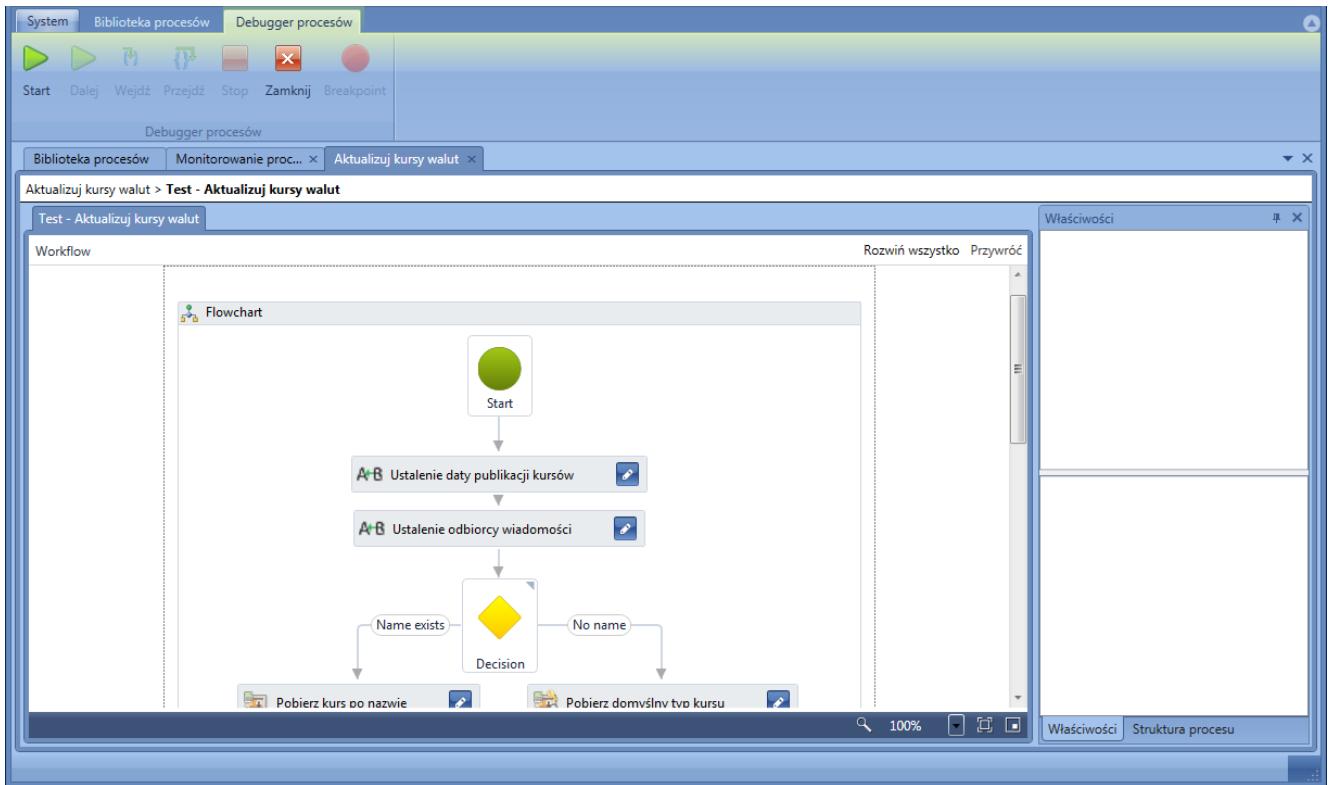 System Biblioteka procesów Debugger procesów
Start Dalej Wejdź Przejdź Stop Zamknij Breakpoint
Debugger procesów
Biblioteka procesów Monitorowanie proc... Aktualizuj kursy walut
Aktualizuj kursy walut > Test - Aktualizuj kursy walut
Test - Aktualizuj kursy walut
Właściwości
Workflow Rozwiń wszystko Przywróć
Flowchart
Start
A B Ustalenie daty publikacji kursów
A B Ustalenie odbiorcy wiadomości
Name exists No name
Decision
Pobierz kurs po nazwie Pobierz domyślny typ kursu
100%
Właściwości Struktura procesu